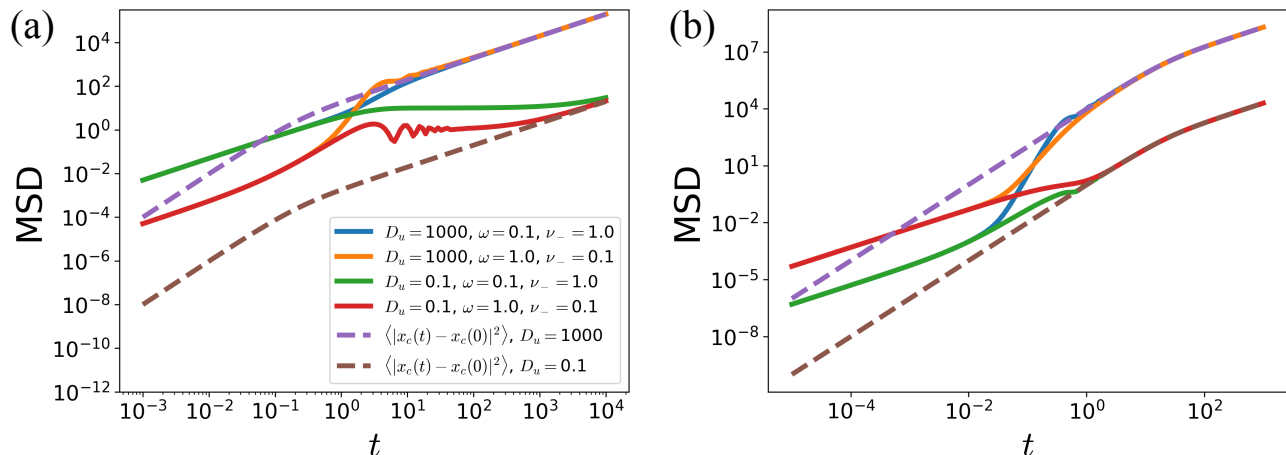 (a)
MSD
10^4
10^2
10^0
10^−2
10^−4
10^−6
10^−8
10^−10
10^−12
10^−3 10^−2 10^−1 10^0 10^1 10^2 10^3 10^4
t
D_u = 1000, ω = 0.1, ν_− = 1.0
D_u = 1000, ω = 1.0, ν_− = 0.1
D_u = 0.1, ω = 0.1, ν_− = 1.0
D_u = 0.1, ω = 1.0, ν_− = 0.1
⟨|x_c(t) − x_c(0)|^2⟩, D_u = 1000
⟨|x_c(t) − x_c(0)|^2⟩, D_u = 0.1
(b)
MSD
10^7
10^4
10^1
10^−2
10^−5
10^−8
10^−4 10^−2 10^0 10^2
t